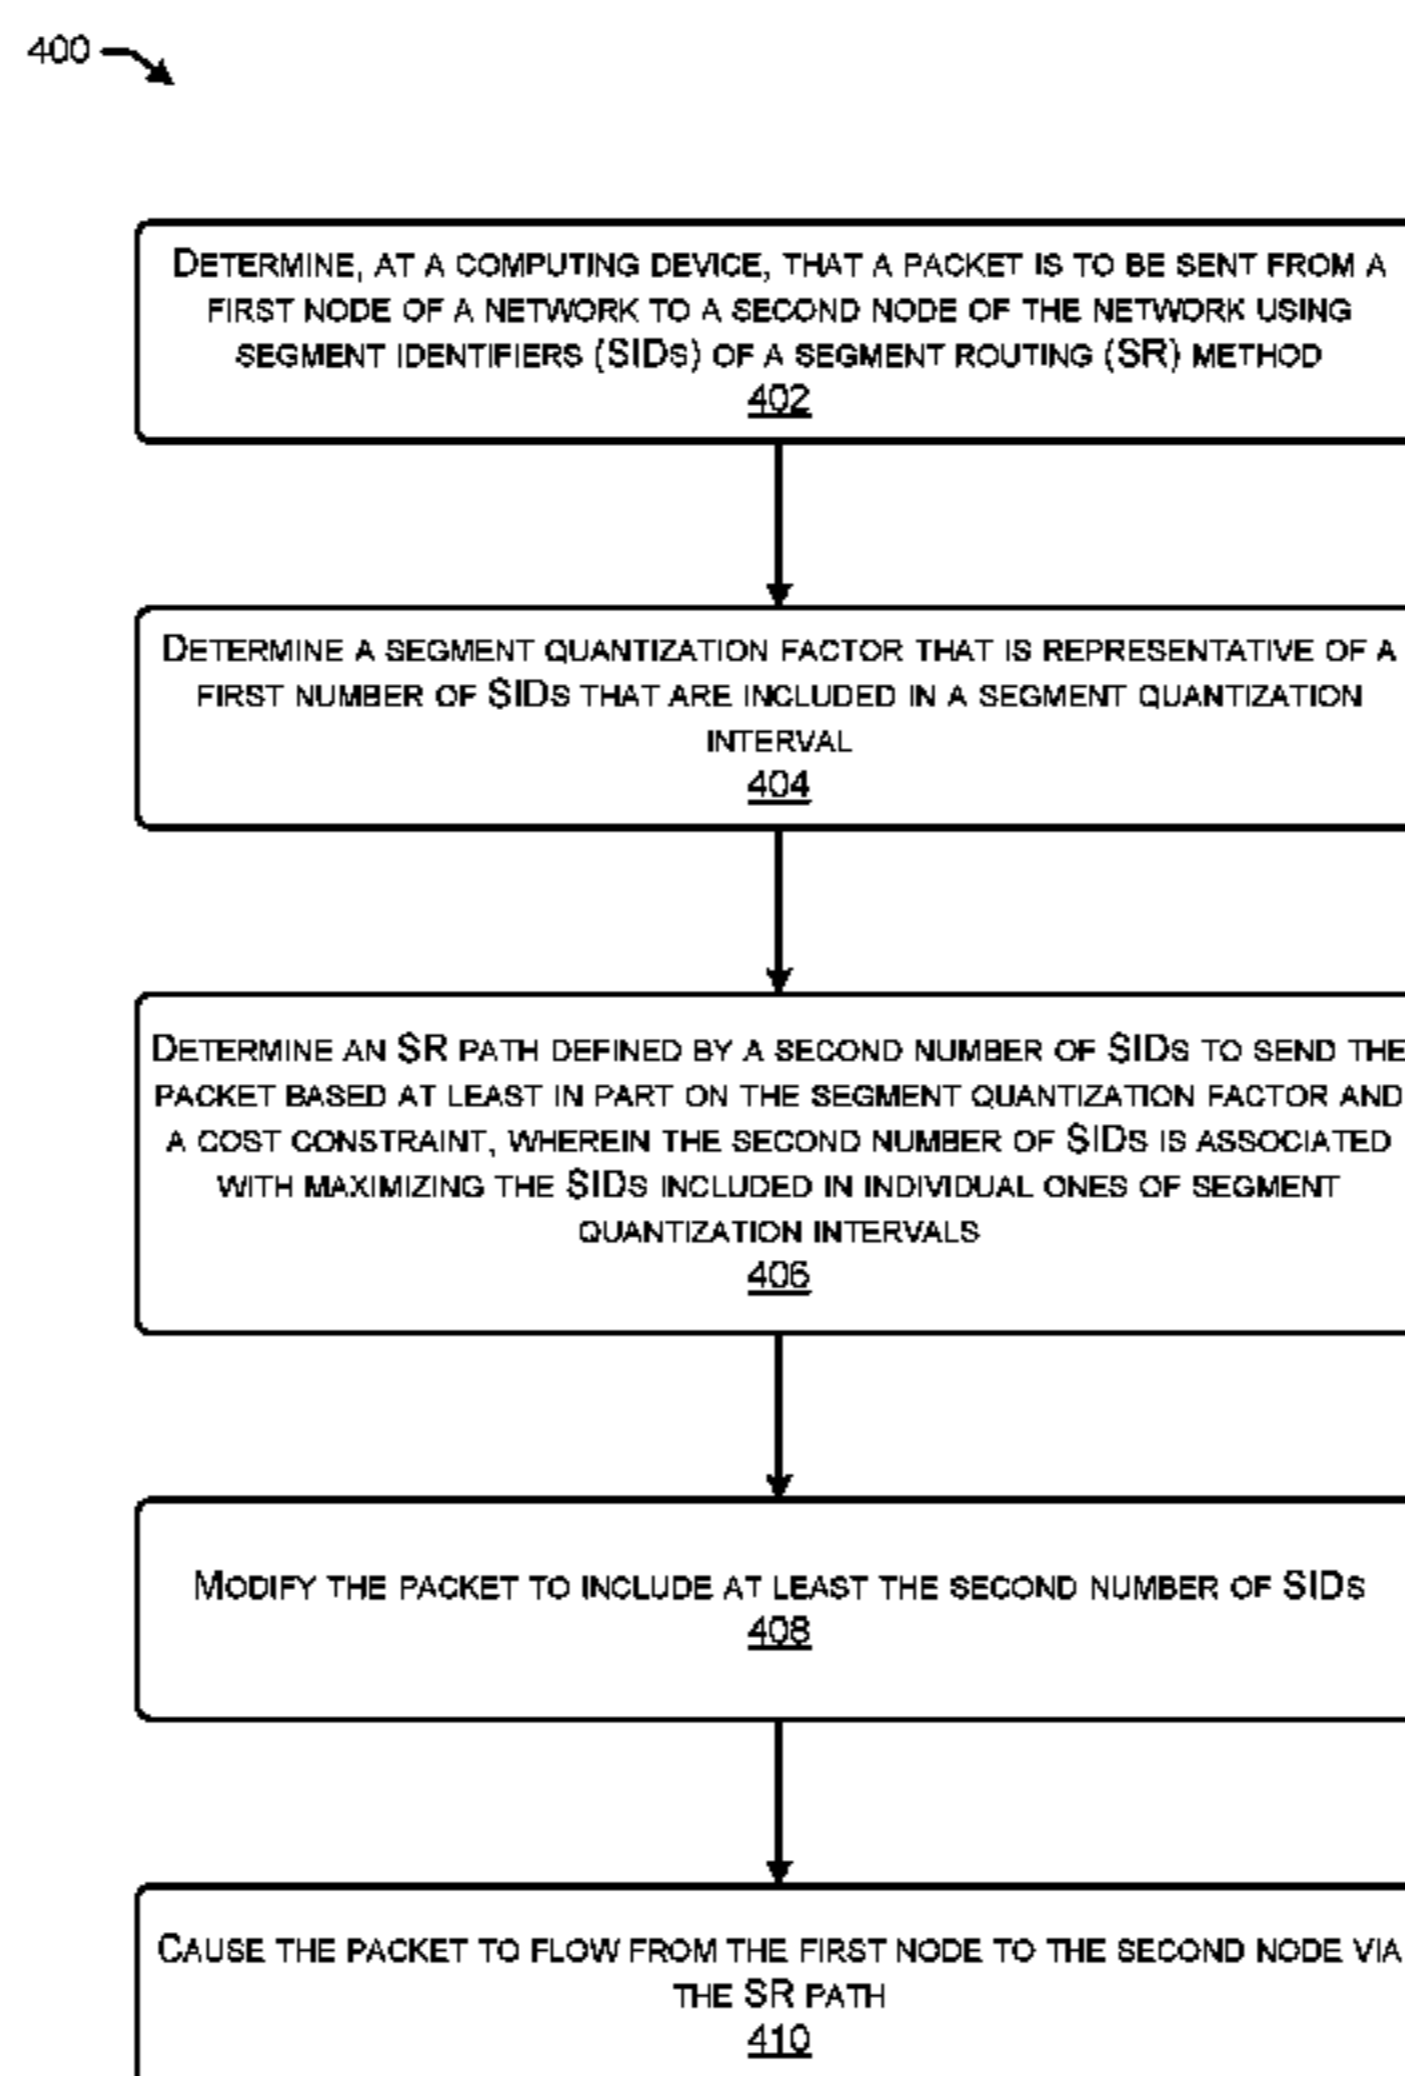 400
DETERMINE, AT A COMPUTING DEVICE, THAT A PACKET IS TO BE SENT FROM A
FIRST NODE OF A NETWORK TO A SECOND NODE OF THE NETWORK USING
SEGMENT IDENTIFIERS (SIDS) OF A SEGMENT ROUTING (SR) METHOD
402
DETERMINE A SEGMENT QUANTIZATION FACTOR THAT IS REPRESENTATIVE OF A
FIRST NUMBER OF SIDS THAT ARE INCLUDED IN A SEGMENT QUANTIZATION
INTERVAL
404
DETERMINE AN SR PATH DEFINED BY A SECOND NUMBER OF SIDS TO SEND THE
PACKET BASED AT LEAST IN PART ON THE SEGMENT QUANTIZATION FACTOR AND
A COST CONSTRAINT, WHEREIN THE SECOND NUMBER OF SIDS IS ASSOCIATED
WITH MAXIMIZING THE SIDS INCLUDED IN INDIVIDUAL ONES OF SEGMENT
QUANTIZATION INTERVALS
406
MODIFY THE PACKET TO INCLUDE AT LEAST THE SECOND NUMBER OF SIDS
408
CAUSE THE PACKET TO FLOW FROM THE FIRST NODE TO THE SECOND NODE VIA
THE SR PATH
410